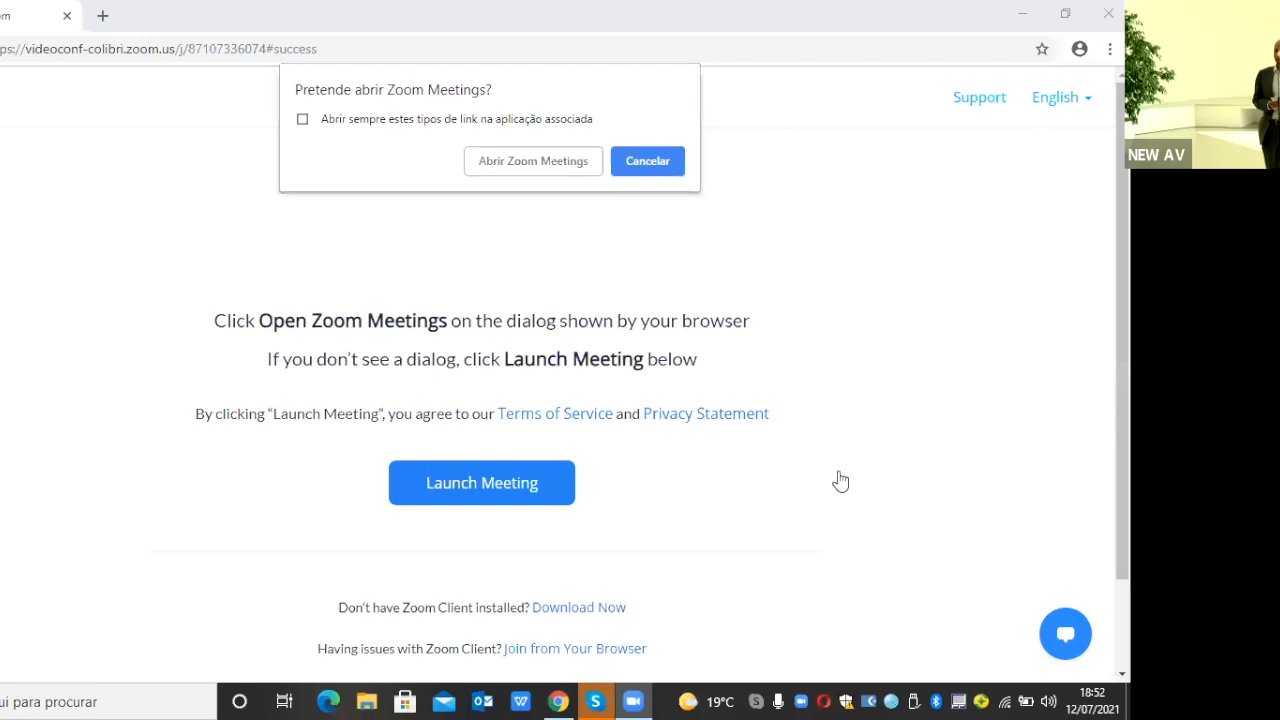 om
ps://videoconf-colibri.zoom.us/j/87107336074#success
Pretende abrir Zoom Meetings?
Abrir sempre estes tipos de link na aplicação associada
Abrir Zoom Meetings
Cancelar
Support
English
NEW AV
Click Open Zoom Meetings on the dialog shown by your browser
If you don't see a dialog, click Launch Meeting below
By clicking “Launch Meeting”, you agree to our Terms of Service and Privacy Statement
Launch Meeting
Don't have Zoom Client installed? Download Now
Having issues with Zoom Client? Join from Your Browser
ui para procurar
19°C
18:52
12/07/2021